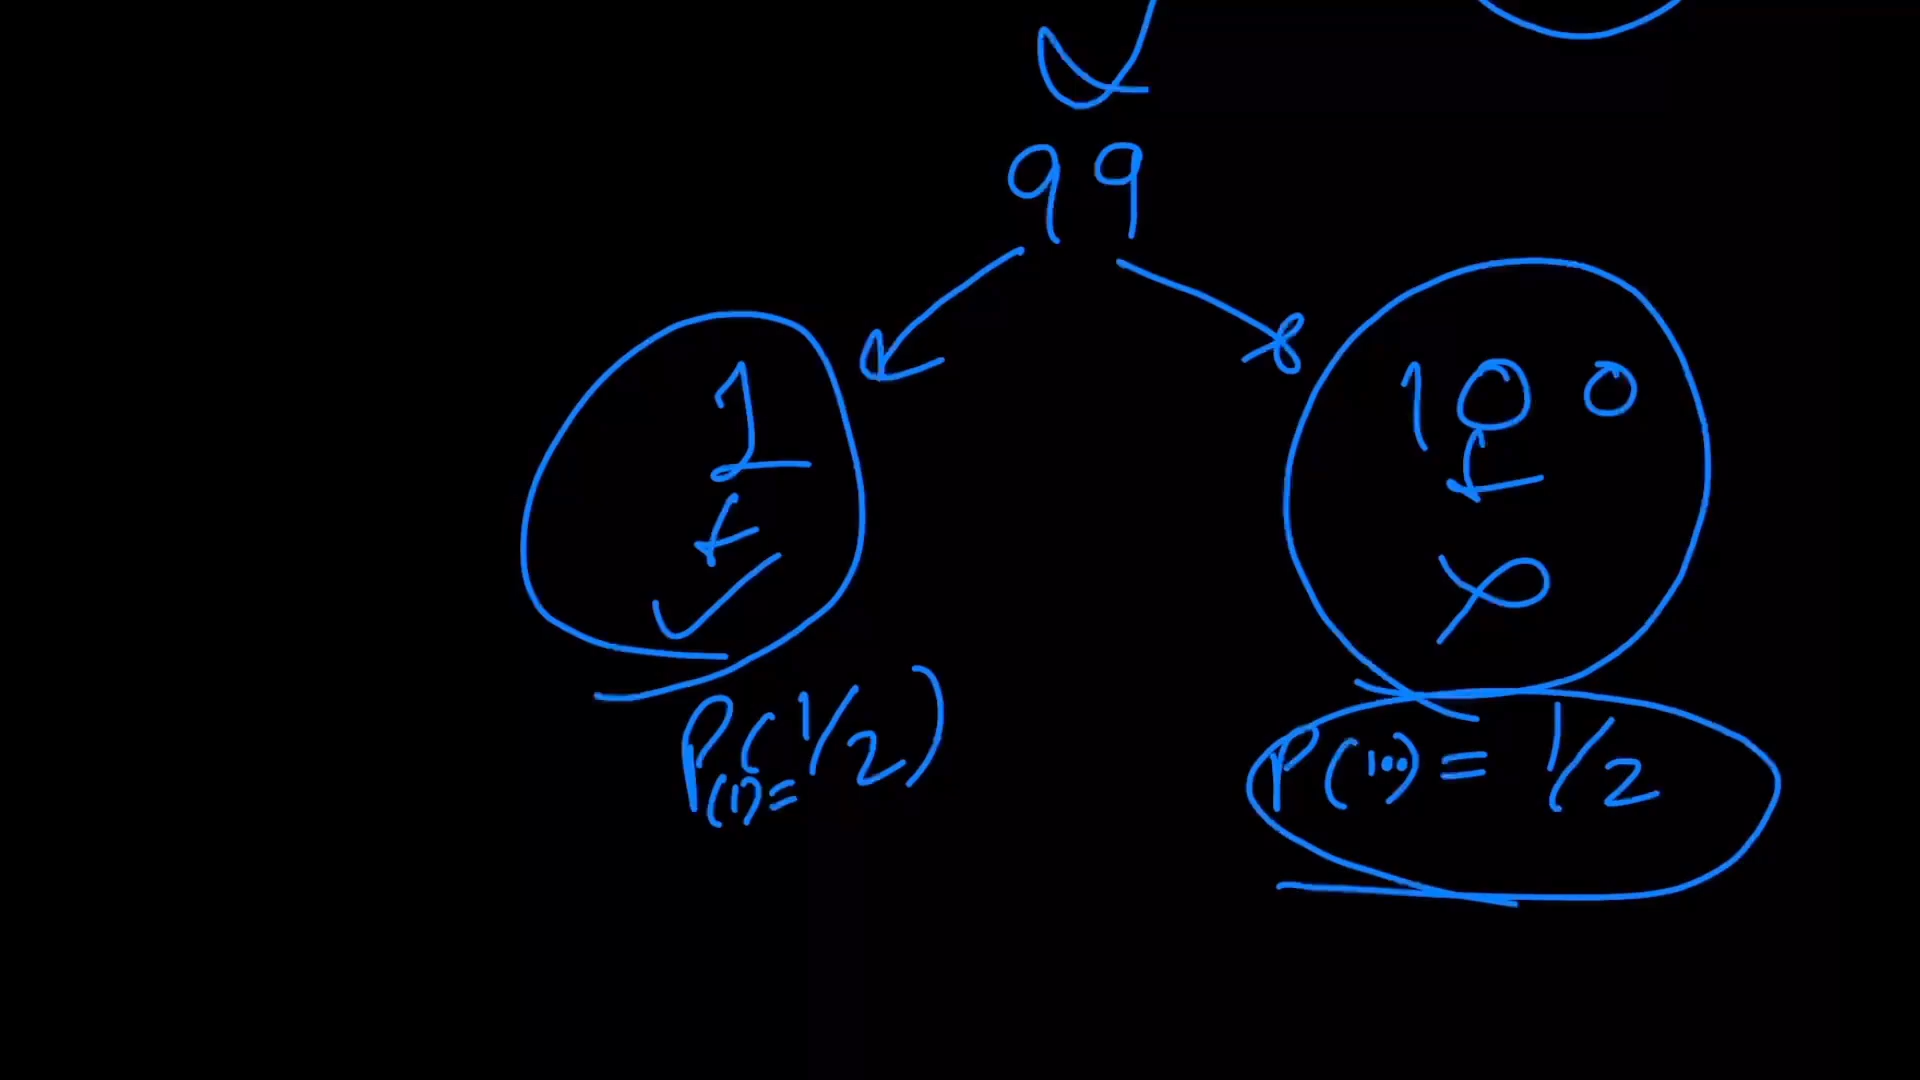 99
1
100
P(1/2)
(1)=
P(100) = 1/2